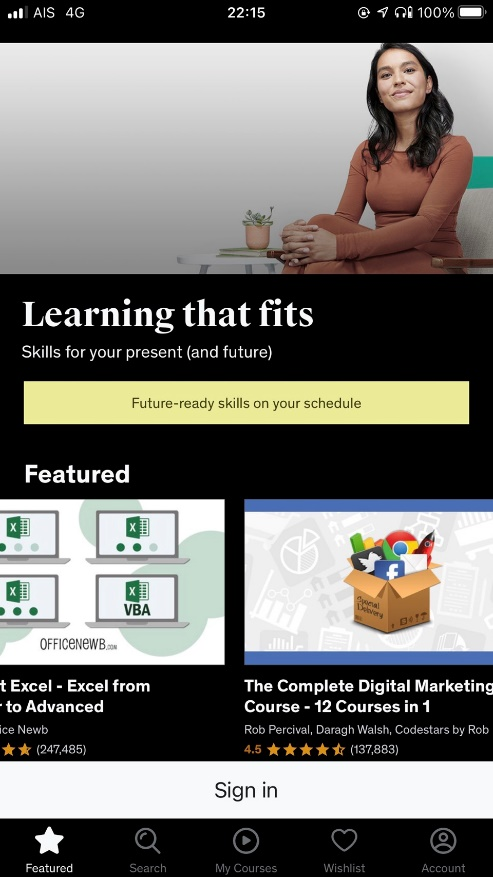 AIS 4G 22:15 100%
Learning that fits
Skills for your present (and future)
Future-ready skills on your schedule
Featured
VBA
OFFICENEWB.COM
Special
Delivery
t Excel - Excel from
r to Advanced
ice Newb
(247,485)
The Complete Digital Marketing
Course - 12 Courses in 1
Rob Percival, Daragh Walsh, Codestars by Rob
4.5 (137,883)
Sign in
Featured Search My Courses Wishlist Account